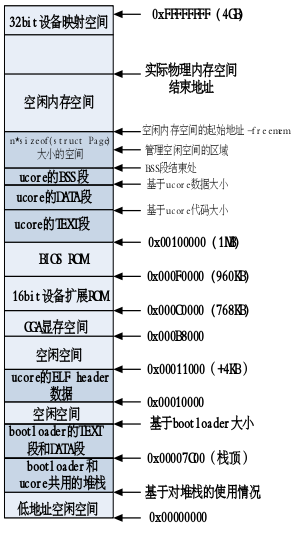 32bit设备映射空间
0xFFFFFFFF (4GB)
实际物理内存空间
结束地址
空闲内存空间
空闲内存空间的起始地址 -freemem
n*sizeof(struct Page)
大小的空间
管理空闲空间的区域
BSS段结束处
ucore的BSS段
基于ucore数据大小
ucore的DATA段
基于ucore代码大小
ucore的TEXT段
0x00100000 (1MB)
BIOS ROM
0x000F0000 (960KB)
16bit设备扩展ROM
0x000C0000 (768KB)
CGA显存空间
0x000B8000
空闲空间
0x00011000 (+4KB)
ucore的ELF header
数据
0x00010000
空闲空间
基于bootloader大小
bootloader的TEXT
段和DATA段
0x00007C00 (栈顶)
bootloader和
ucore共用的堆栈
基于对堆栈的使用情况
低地址空闲空间
0x00000000